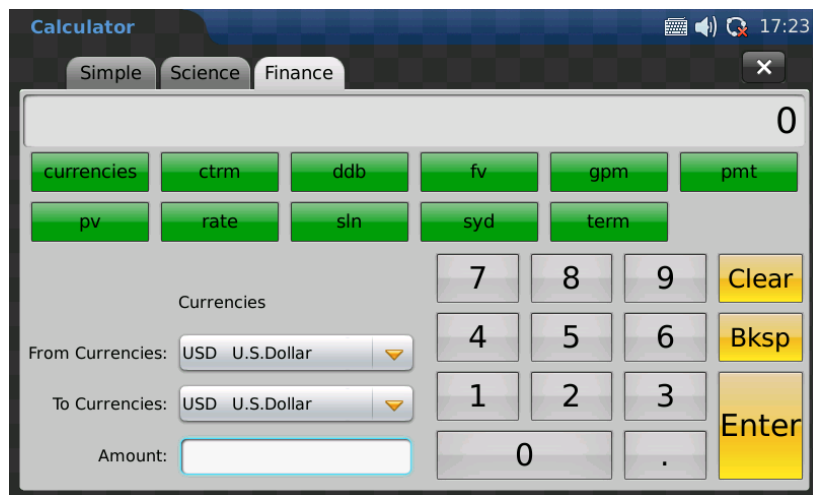 Calculator 17:23
Simple Science Finance
0
currencies ctrm ddb fv gpm pmt
pv rate sln syd term
Currencies
From Currencies: USD U.S.Dollar
To Currencies: USD U.S.Dollar
Amount:
7 8 9 Clear
4 5 6 Bksp
1 2 3 Enter
0 .